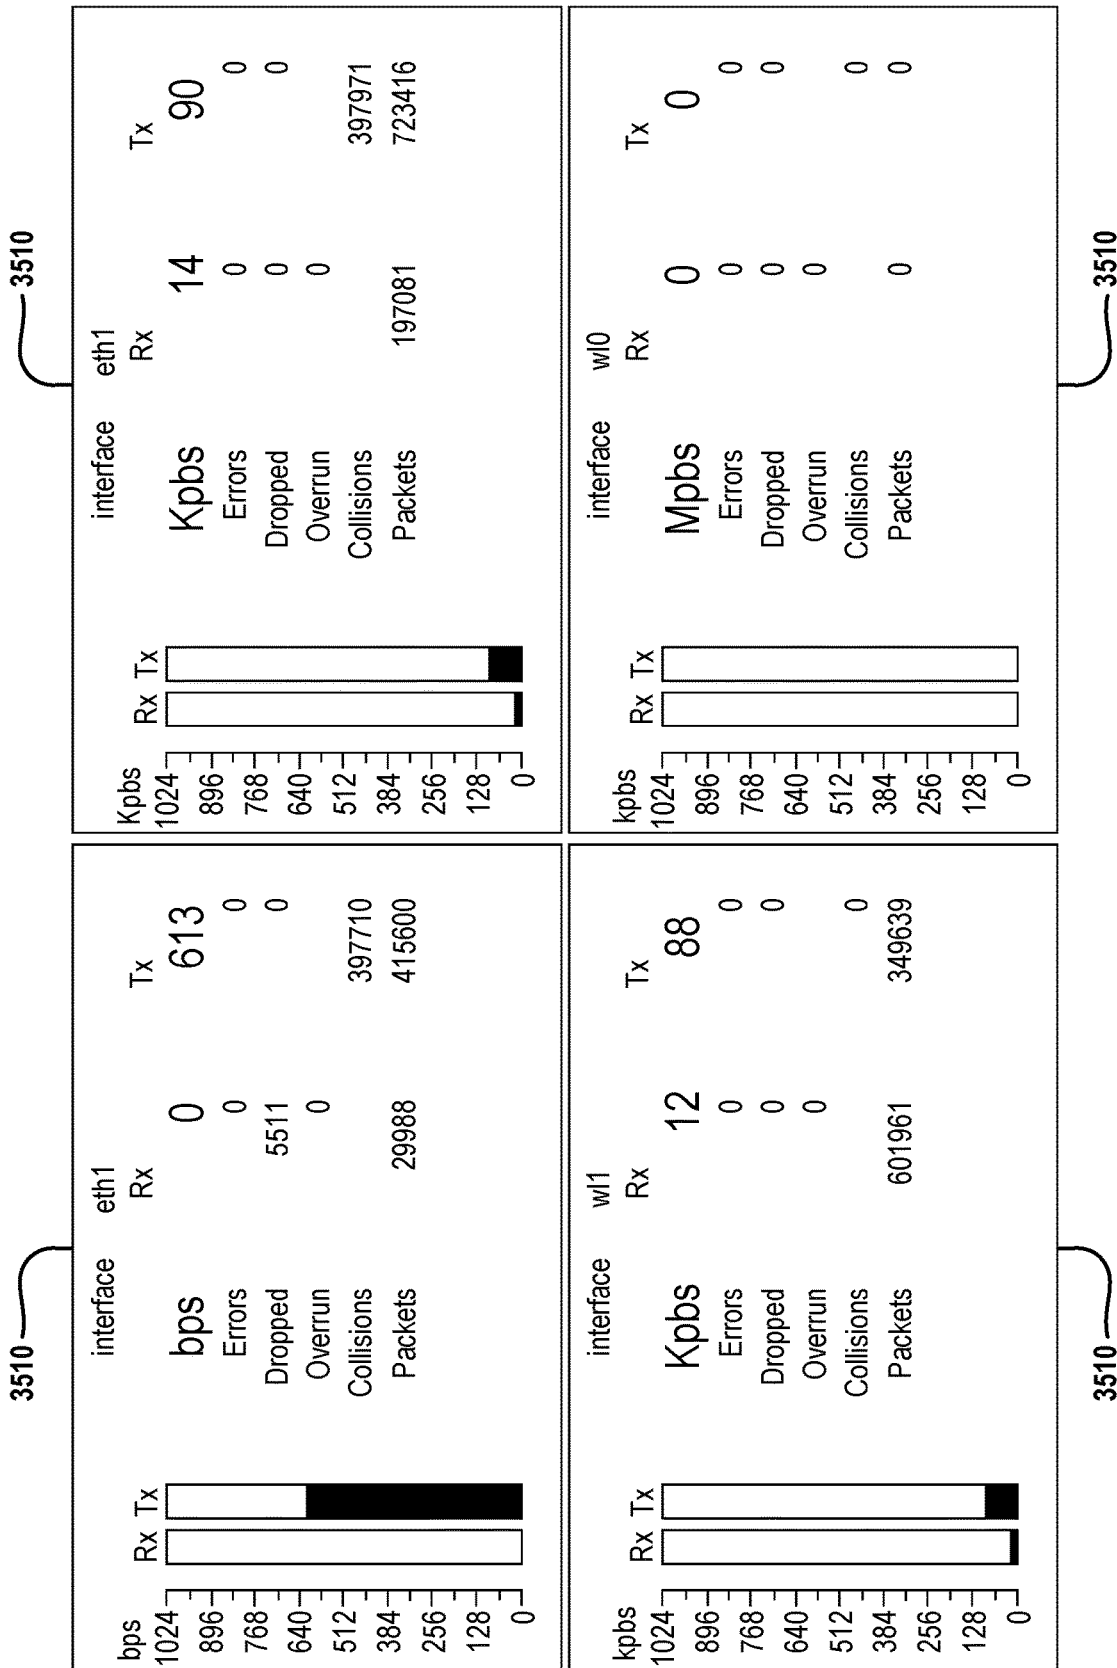 3510
3510
interface eth1
bps Rx Tx Rx Tx
1024
896
768
640
512
384
256
128
0
bps 0 613
Errors 0 0
Dropped 5511 0
Overrun 0
Collisions 397710
Packets 29988 415600
interface eth1
Kpbs Rx Tx Rx Tx
1024
896
768
640
512
384
256
128
0
Kpbs 14 90
Errors 0 0
Dropped 0 0
Overrun 0
Collisions 397971
Packets 197081 723416
interface wl1
kpbs Rx Tx Rx Tx
1024
896
768
640
512
384
256
128
0
Kpbs 12 88
Errors 0 0
Dropped 0 0
Overrun 0
Collisions 0
Packets 601961 349639
interface wl0
kpbs Rx Tx Rx Tx
1024
896
768
640
512
384
256
128
0
Mpbs 0 0
Errors 0 0
Dropped 0 0
Overrun 0
Collisions 0
Packets 0 0
3510
3510